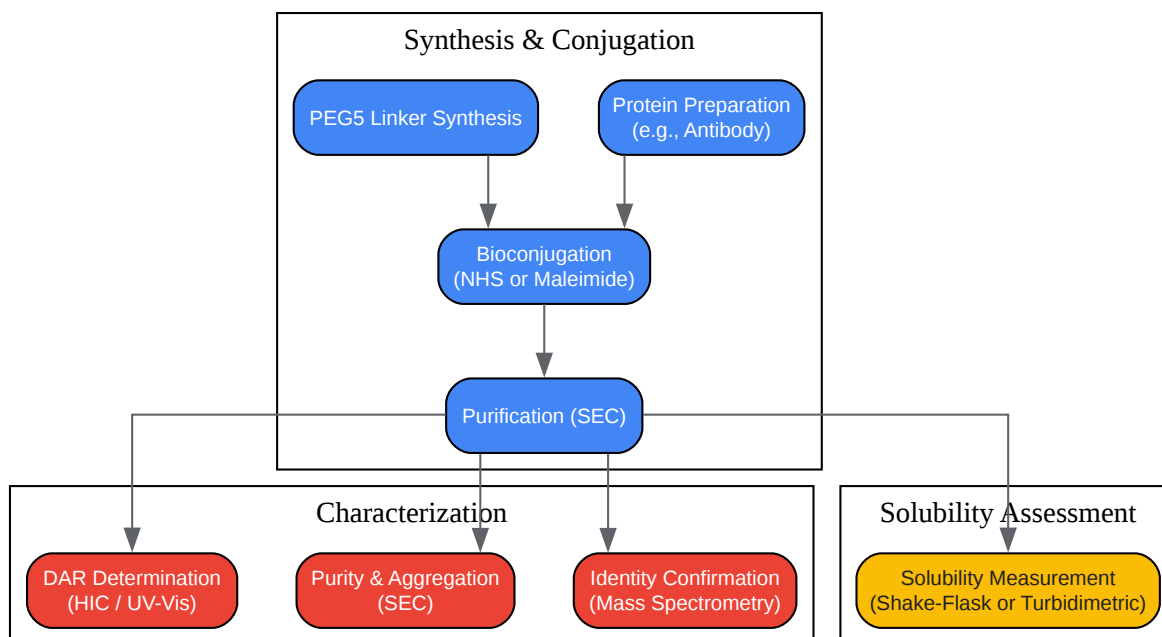 Synthesis & Conjugation
PEG5 Linker Synthesis
Protein Preparation
(e.g., Antibody)
Bioconjugation
(NHS or Maleimide)
Purification (SEC)
Characterization
DAR Determination
(HIC / UV-Vis)
Purity & Aggregation
(SEC)
Identity Confirmation
(Mass Spectrometry)
Solubility Assessment
Solubility Measurement
(Shake-Flask or Turbidimetric)